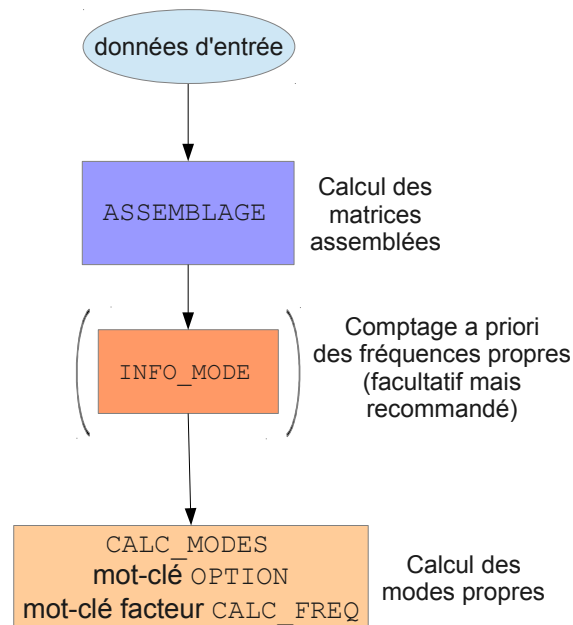 données d'entrée
ASSEMBLAGE
Calcul des
matrices
assemblées
INFO_MODE
Comptage a priori
des fréquences propres
(facultatif mais
recommandé)
CALC_MODES
mot-clé OPTION
mot-clé facteur CALC_FREQ
Calcul des
modes propres